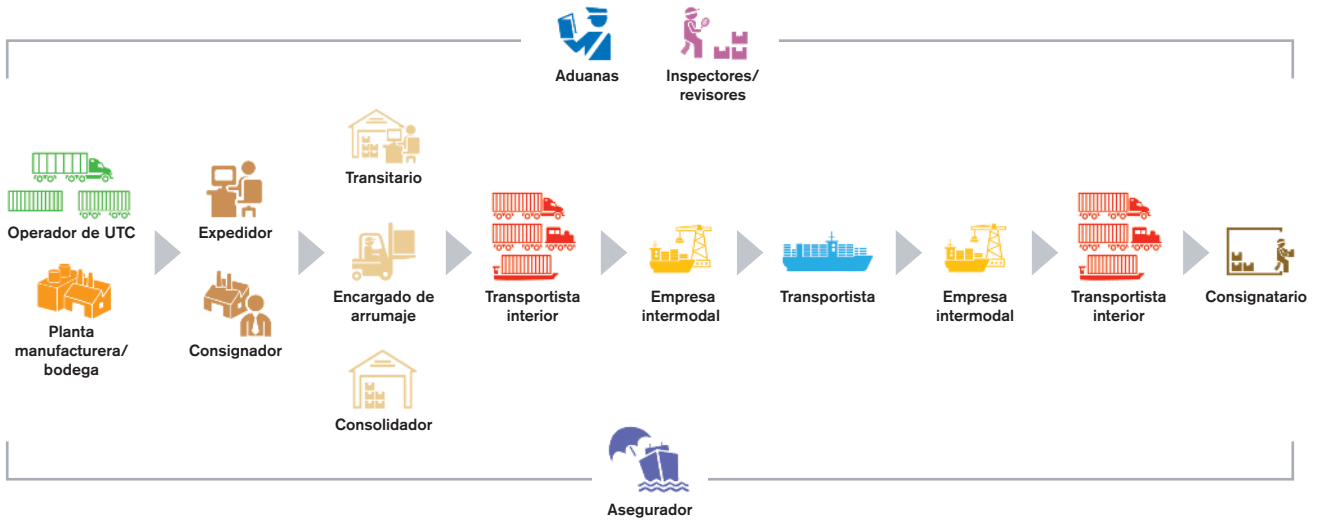 Aduanas
Inspectores/
revisores
Operador de UTC
Planta
manufacturera/
bodega
Expedidor
Consignador
Transitario
Encargado de
arrumaje
Consolidador
Transportista
interior
Empresa
intermodal
Transportista
Empresa
intermodal
Transportista
interior
Consignatario
Asegurador